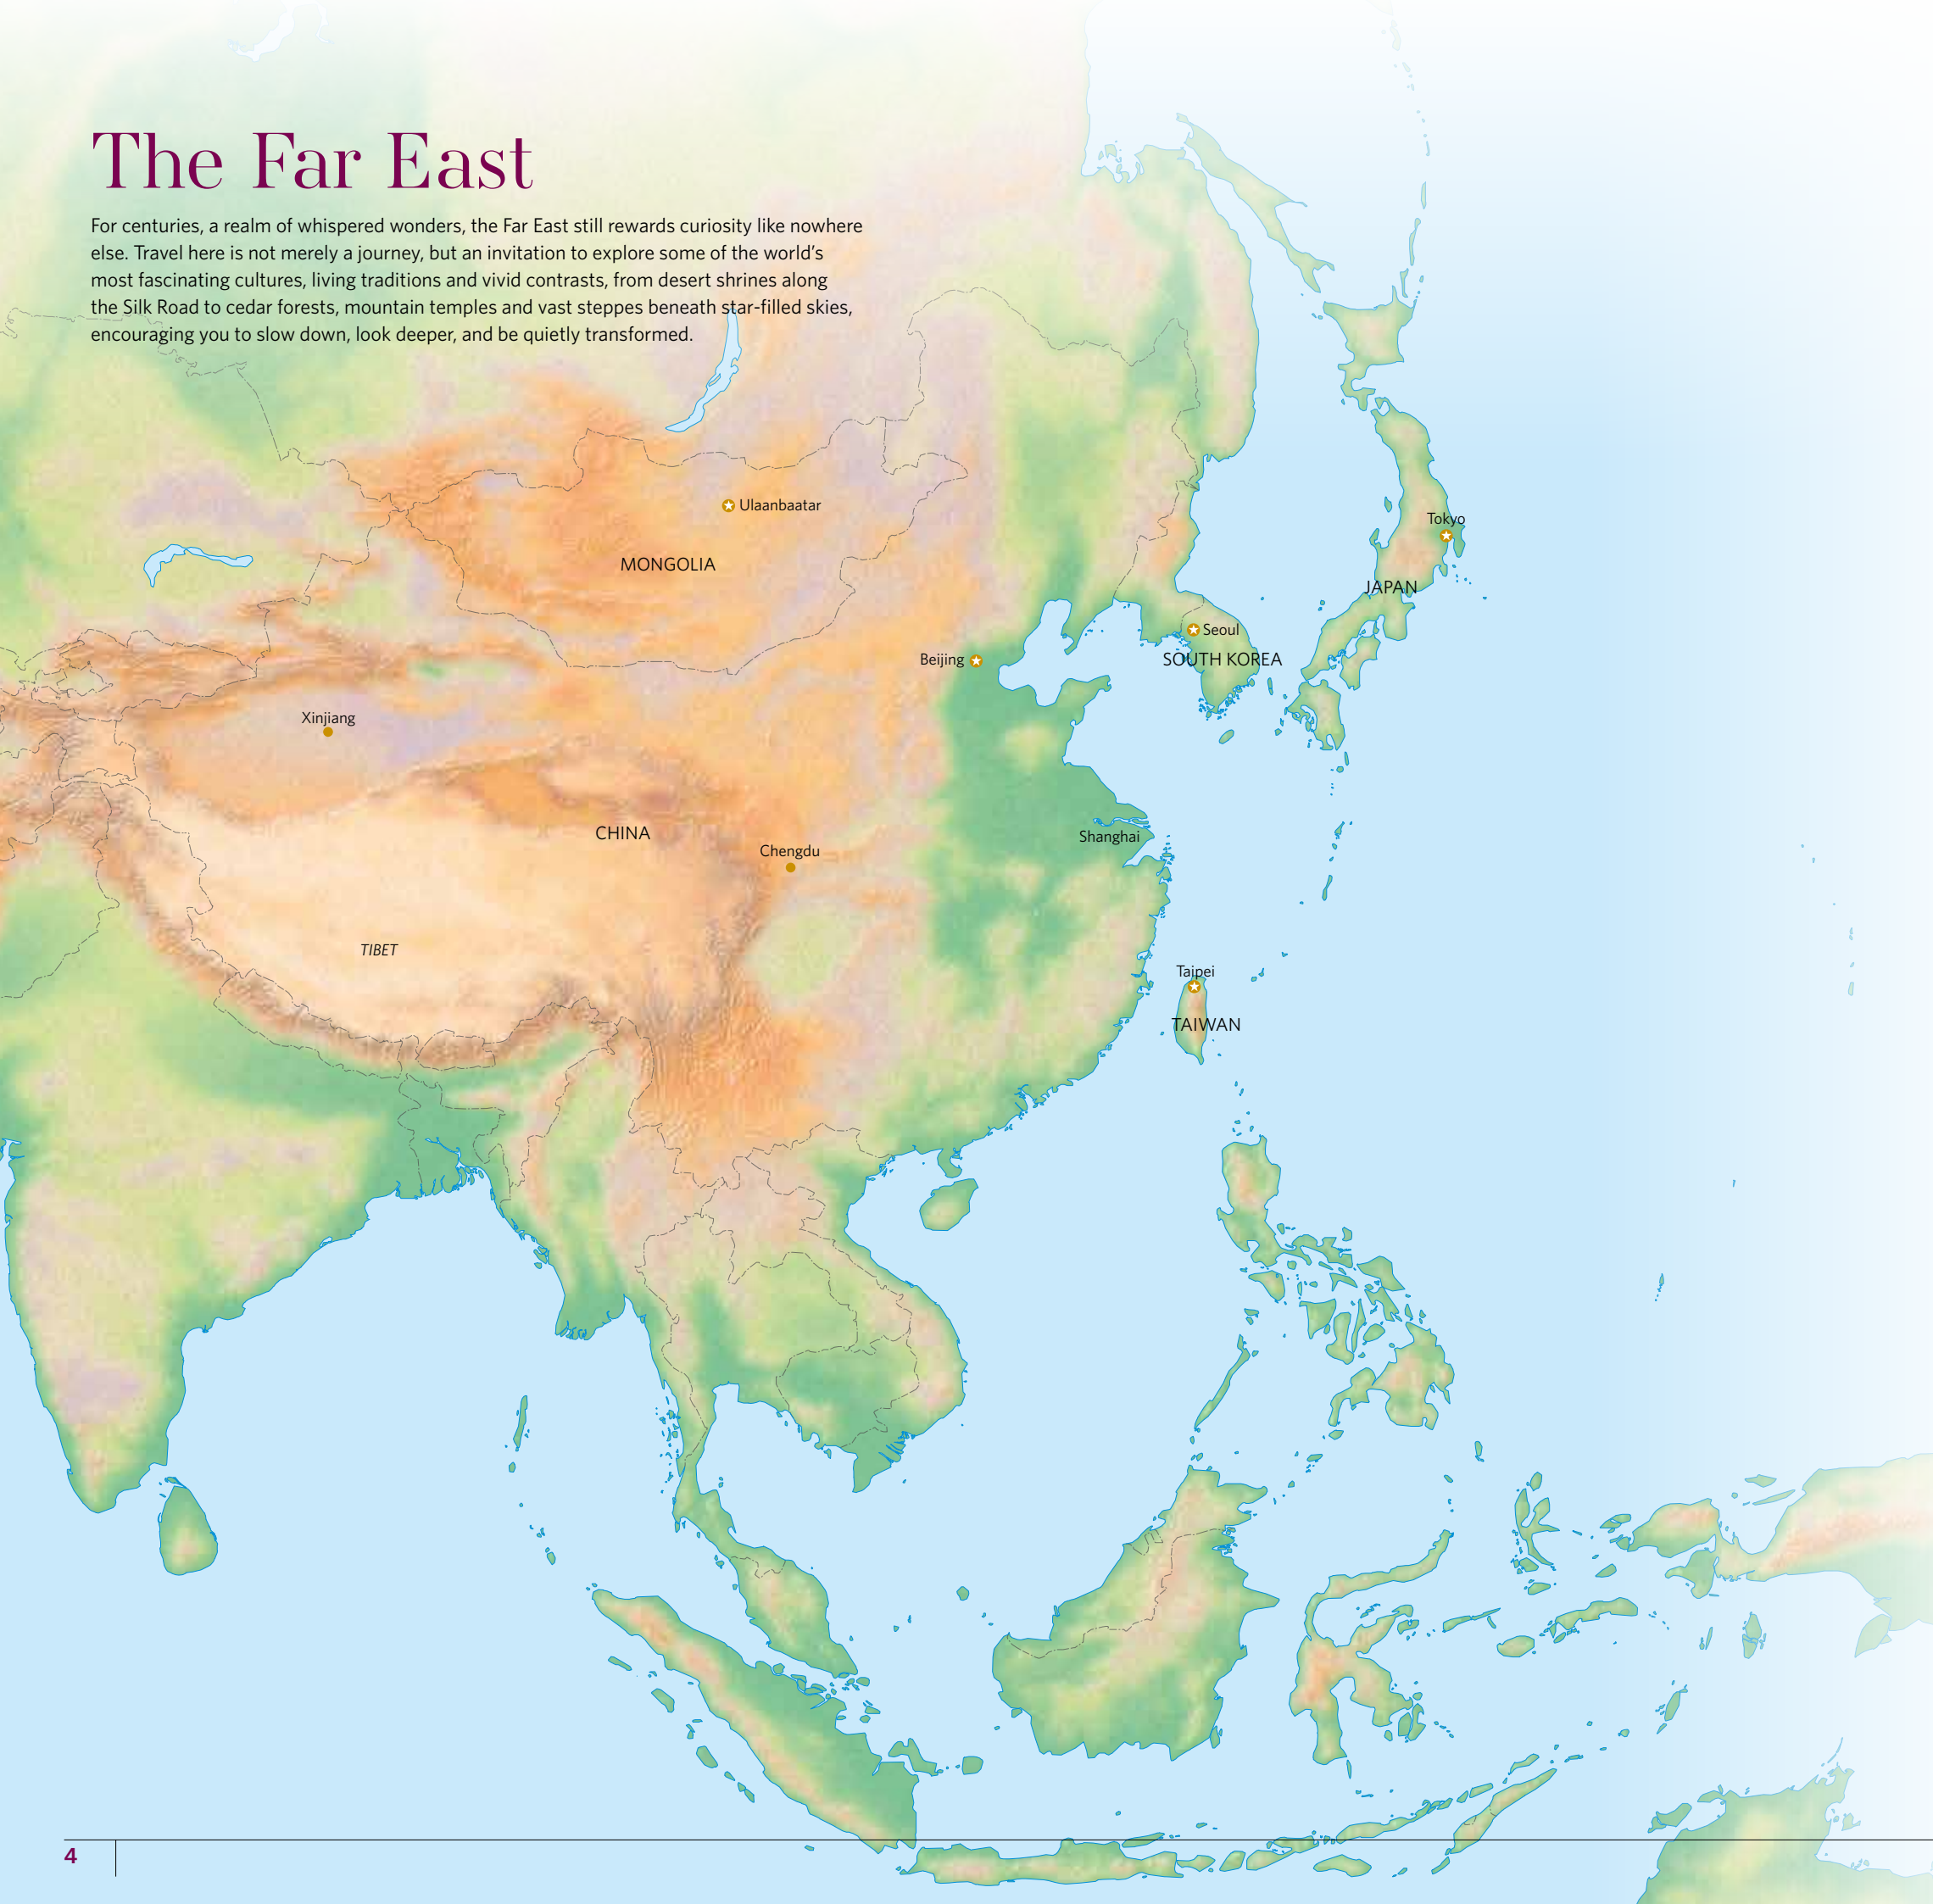 The Far East
For centuries, a realm of whispered wonders, the Far East still rewards curiosity like nowhere
else. Travel here is not merely a journey, but an invitation to explore some of the world’s
most fascinating cultures, living traditions and vivid contrasts, from desert shrines along
the Silk Road to cedar forests, mountain temples and vast steppes beneath star-filled skies,
encouraging you to slow down, look deeper, and be quietly transformed.
Ulaanbaatar
Tokyo
MONGOLIA
JAPAN
Seoul
Beijing
SOUTH KOREA
Xinjiang
CHINA
Shanghai
Chengdu
TIBET
Taipei
TAIWAN
4